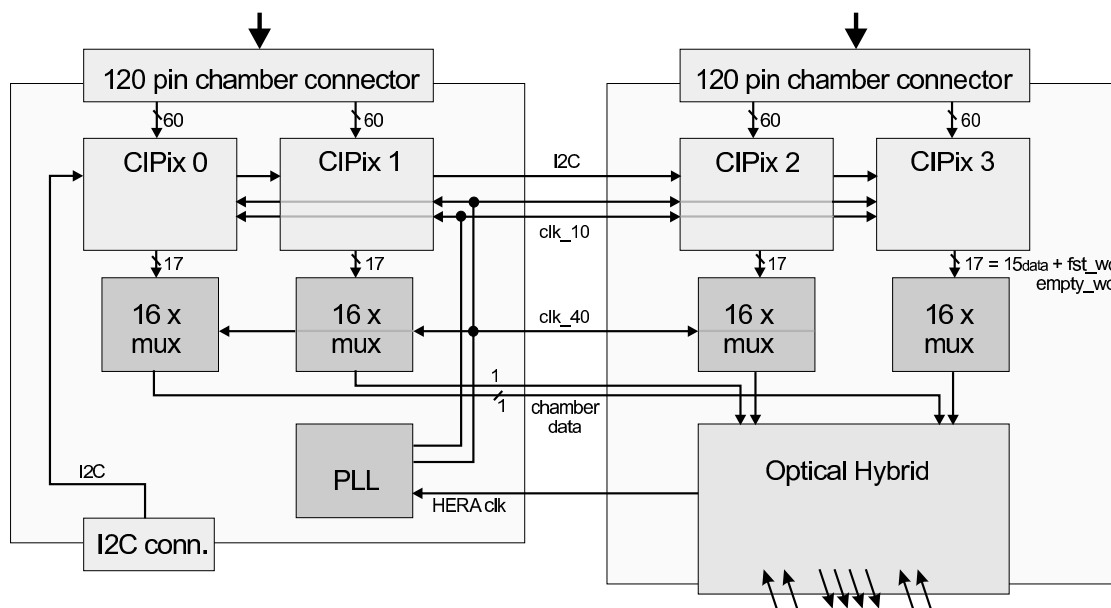 120 pin chamber connector
120 pin chamber connector
60
60
60
60
CIPix 0
CIPix 1
I2C
CIPix 2
CIPix 3
clk_10
17
17
17
17 = 15data + fst_w
empty_w
16 x
mux
16 x
mux
clk_40
16 x
mux
16 x
mux
1
1
chamber
data
PLL
Optical Hybrid
I2C
HERA clk
I2C conn.